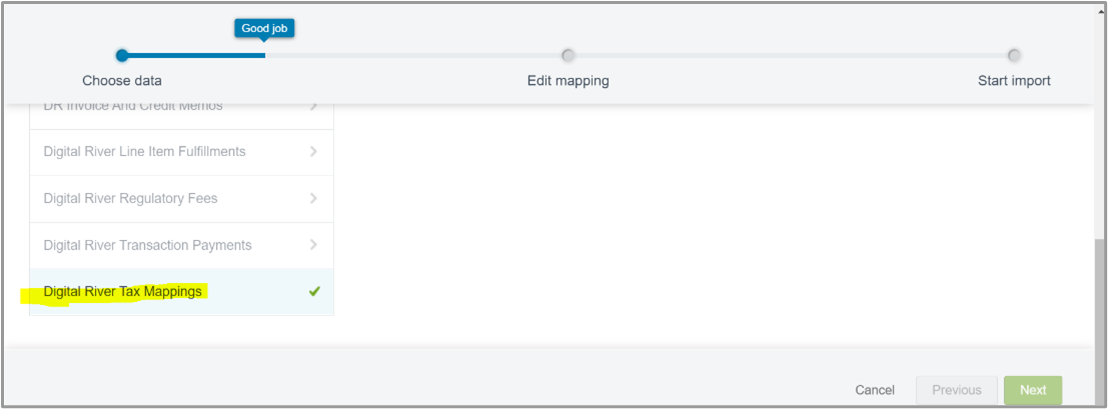 Good job
Choose data
Edit mapping
Start import
DR Invoice And Credit Memos
Digital River Line Item Fulfillments
Digital River Regulatory Fees
Digital River Transaction Payments
Digital River Tax Mappings
Cancel
Previous
Next